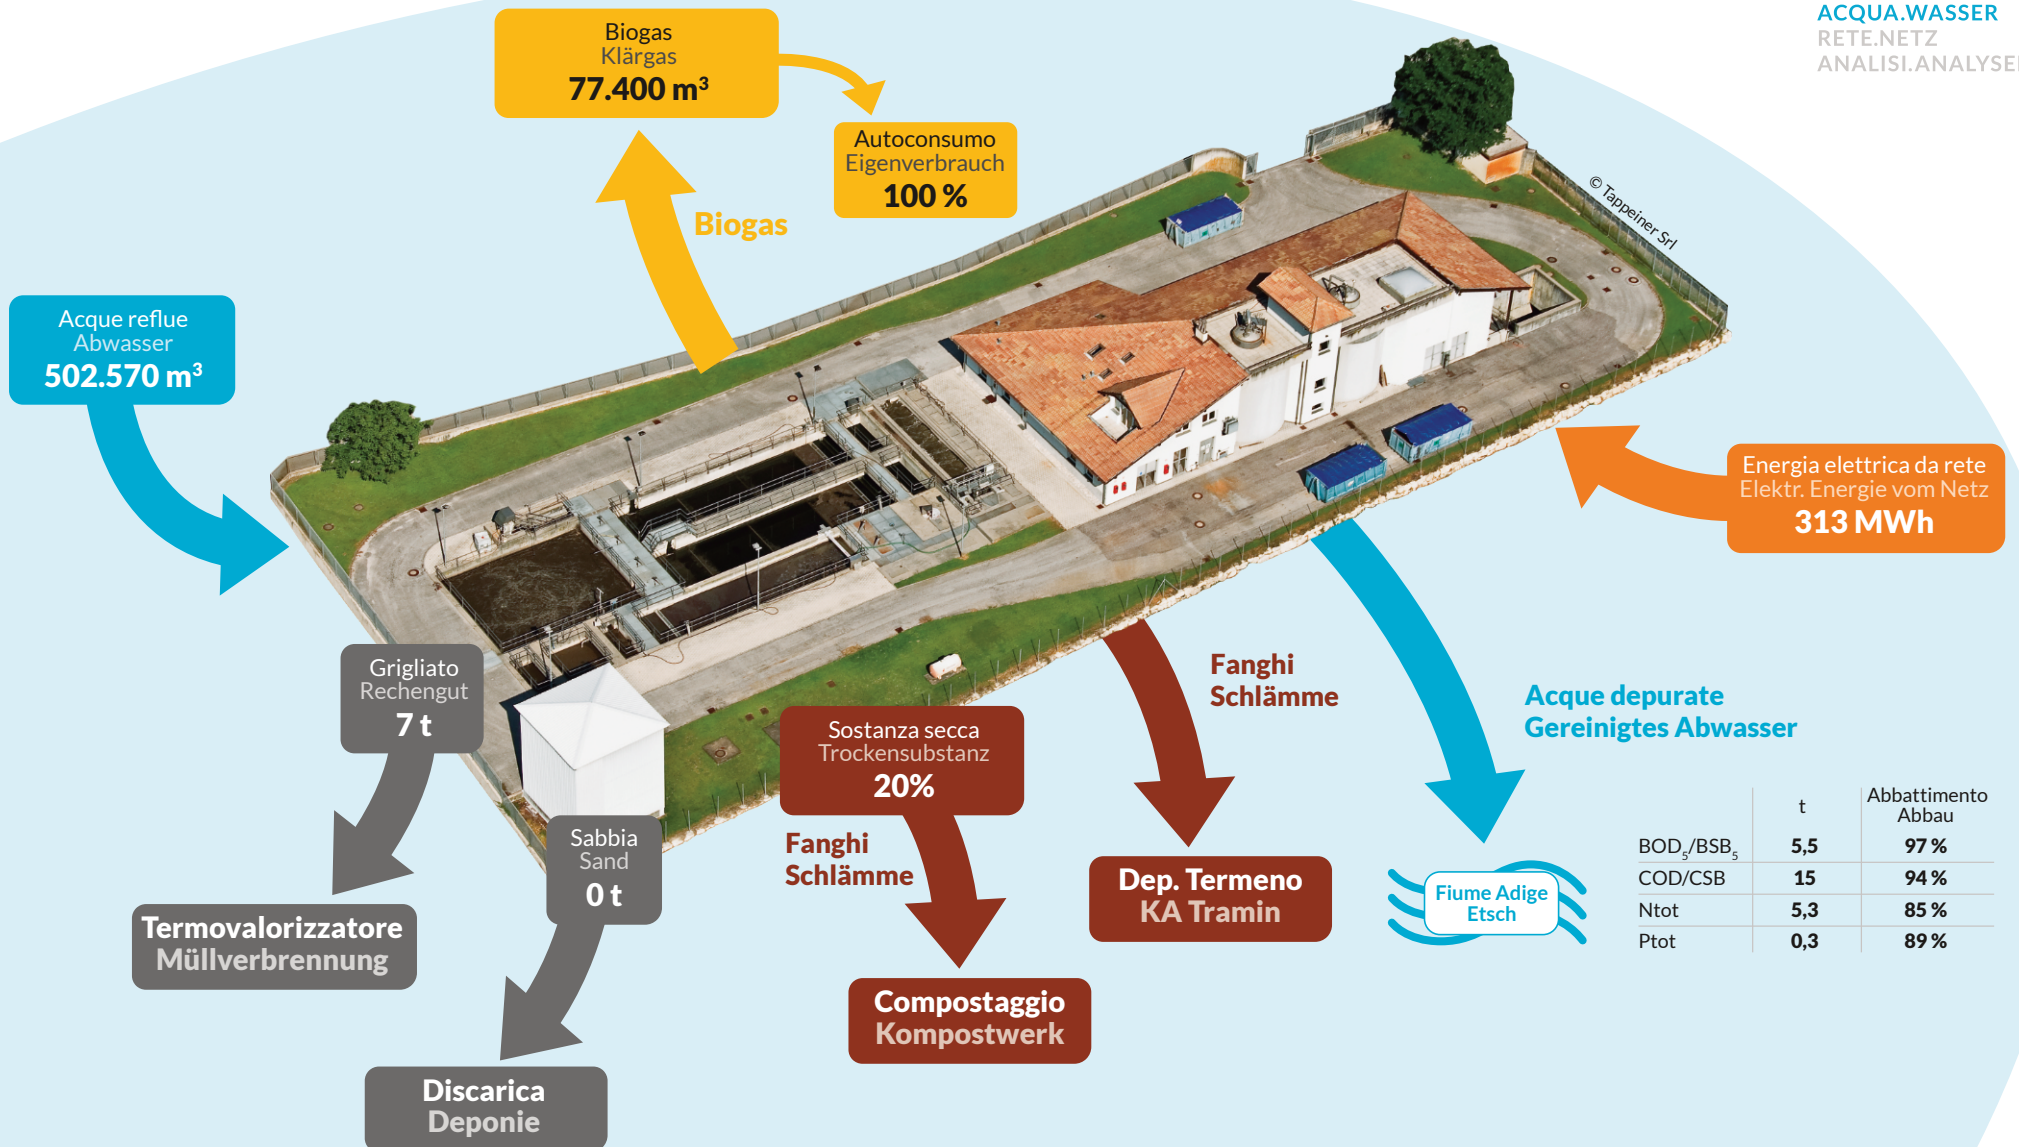 ACQUA.WASSER
RETE.NETZ
Biogas
Klärgas
77.400 m³
Autoconsumo
Eigenverbrauch
100 %
Biogas
© Tappeiner Srl
Acque reflue
Abwasser
502.570 m³
Energia elettrica da rete
Elektr. Energie vom Netz
313 MWh
Grigliato
Rechengut
7 t
Termovalorizzatore
Müllverbrennung
Sabbia
Sand
0 t
Discarica
Deponie
Sostanza secca
Trockensubstanz
20%
Fanghi
Schlämme
Compostaggio
Kompostwerk
Fanghi
Schlämme
Dep. Termeno
KA Tramin
Acque depurate
Gereinigtes Abwasser
Fiume Adige
Etsch
t Abbattimento
Abbau
BOD₅/BSB₅ 5,5 97 %
COD/CSB 15 94 %
Ntot 5,3 85 %
Ptot 0,3 89 %